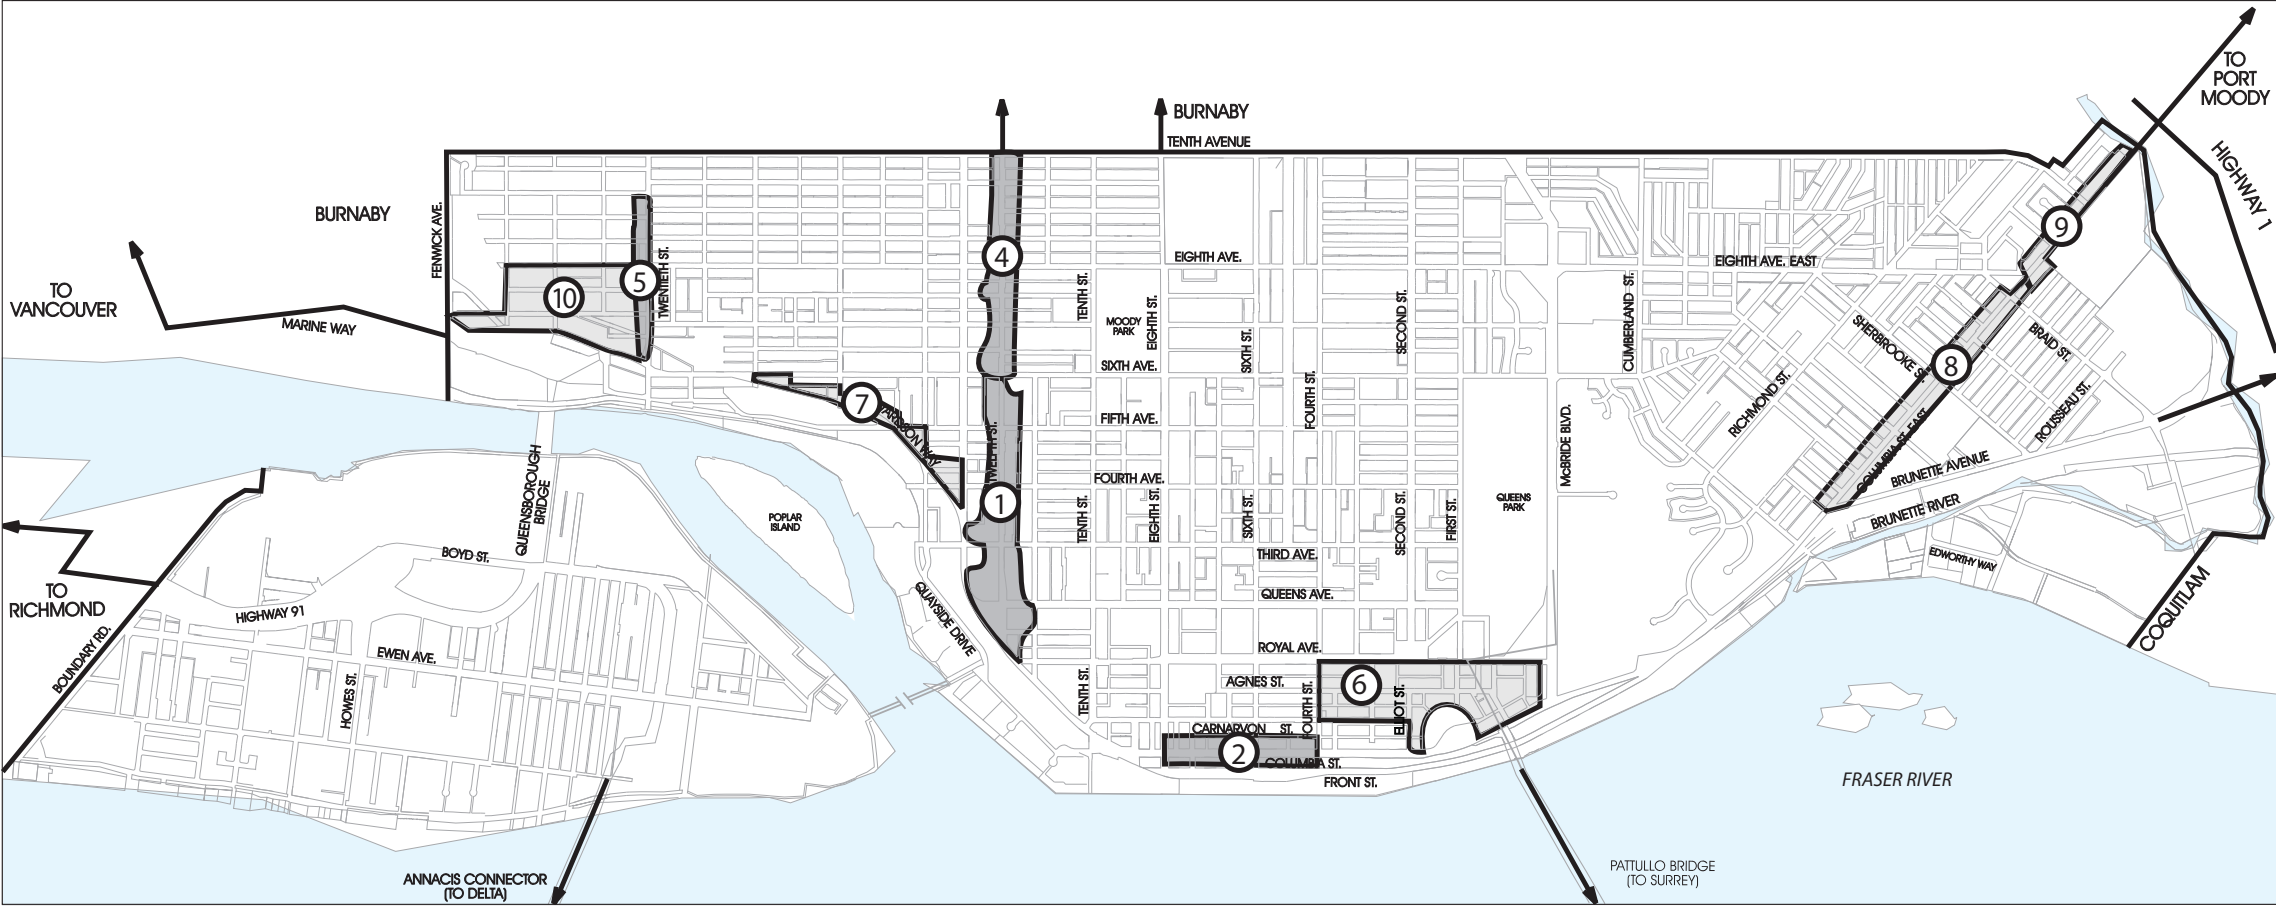 TO
PORT
MOODY
HIGHWAY 1
BURNABY
TENTH AVENUE
BURNABY
FENWICK AVE.
TO
VANCOUVER
MARINE WAY
TWENTIETH ST.
10
5
4
9
EIGHTH AVE.
EIGHTH AVE. EAST
TENTH ST.
MOODY
PARK
EIGHTH ST.
SIXTH ST.
SECOND ST.
CUMBERLAND ST.
SHERBROOKE S
BRAID ST.
SIXTH AVE.
FOURTH ST.
RICHMOND ST.
8
ROUSSEAU ST.
7
FIFTH AVE.
McBRIDE BLVD.
COLUMBIA ST. EAST
BRUNETTE AVENUE
BRUNETTE RIVER
FOURTH AVE.
QUEENSBOROUGH
BRIDGE
POPLAR
ISLAND
1
TENTH ST.
EIGHTH ST.
SIXTH ST.
SECOND ST.
FIRST ST.
QUEENS
PARK
BOYD ST.
THIRD AVE.
EDWORTHY WAY
TO
RICHMOND
HIGHWAY 91
QUAYSIDE DRIVE
QUEENS AVE.
COQUITLAM
BOUNDARY RD.
EWEN AVE.
ROYAL AVE.
HOWES ST.
TENTH ST.
AGNES ST.
FOURTH ST.
6
ELLIOT ST.
CARNARVON ST.
2
COLUMBIA ST.
FRONT ST.
FRASER RIVER
ANNACIS CONNECTOR
(TO DELTA)
PATTULLO BRIDGE
(TO SURREY)